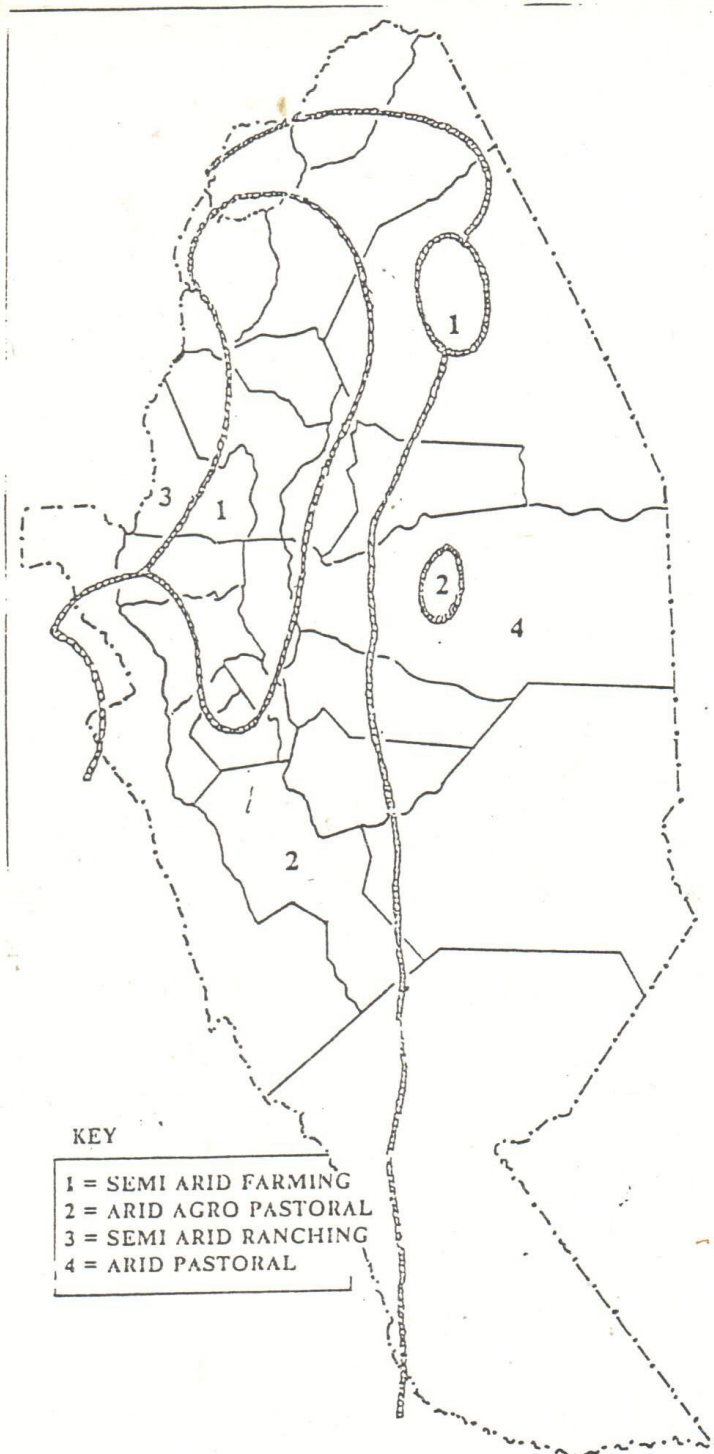 1
3
1
2
4
2
KEY
1 = SEMI ARID FARMING
2 = ARID AGRO PASTORAL
3 = SEMI ARID RANCHING
4 = ARID PASTORAL